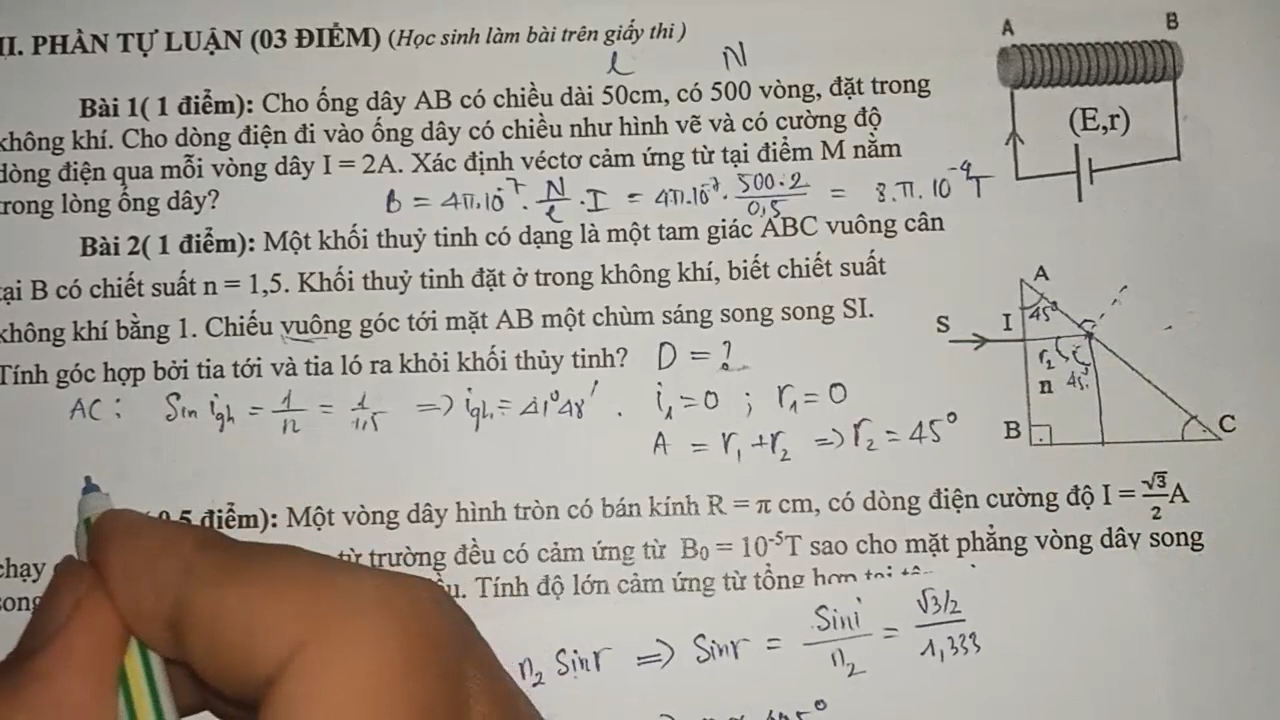 II. PHẦN TỰ LUẬN (03 ĐIỂM) (Học sinh làm bài trên giấy thi)
l N
Bài 1( 1 điểm): Cho ống dây AB có chiều dài 50cm, có 500 vòng, đặt trong
không khí. Cho dòng điện đi vào ống dây có chiều như hình vẽ và có cường độ
dòng điện qua mỗi vòng dây I = 2A. Xác định véctơ cảm ứng từ tại điểm M nằm
trong lòng ống dây?
B = 4π.10⁻⁷. N/l . I = 4π.10⁻⁷. 500.2/0,5 = 8.π.10⁻⁴T
A B
(E,r)
Bài 2( 1 điểm): Một khối thuỷ tinh có dạng là một tam giác ABC vuông cân
tại B có chiết suất n = 1,5. Khối thuỷ tinh đặt ở trong không khí, biết chiết suất
không khí bằng 1. Chiếu vuông góc tới mặt AB một chùm sáng song song SI.
Tính góc hợp bởi tia tới và tia ló ra khỏi khối thủy tinh? D = ?
AC: Sin igh = 1/n = 1/1,5 => igh = 41°48' . i₁=0 ; r₁=0
A = r₁+r₂ => r₂ = 45°
A
45°
S I
r₂ i
n 45°
B C
0,5 điểm): Một vòng dây hình tròn có bán kính R = π cm, có dòng điện cường độ I = √3/2 A
chạy từ trường đều có cảm ứng từ B₀ = 10⁻⁵T sao cho mặt phẳng vòng dây song
song Tính độ lớn cảm ứng từ tổng hợp tại
n₂ Sinr => Sinr = Sini/n₂ = √3/2/1,333